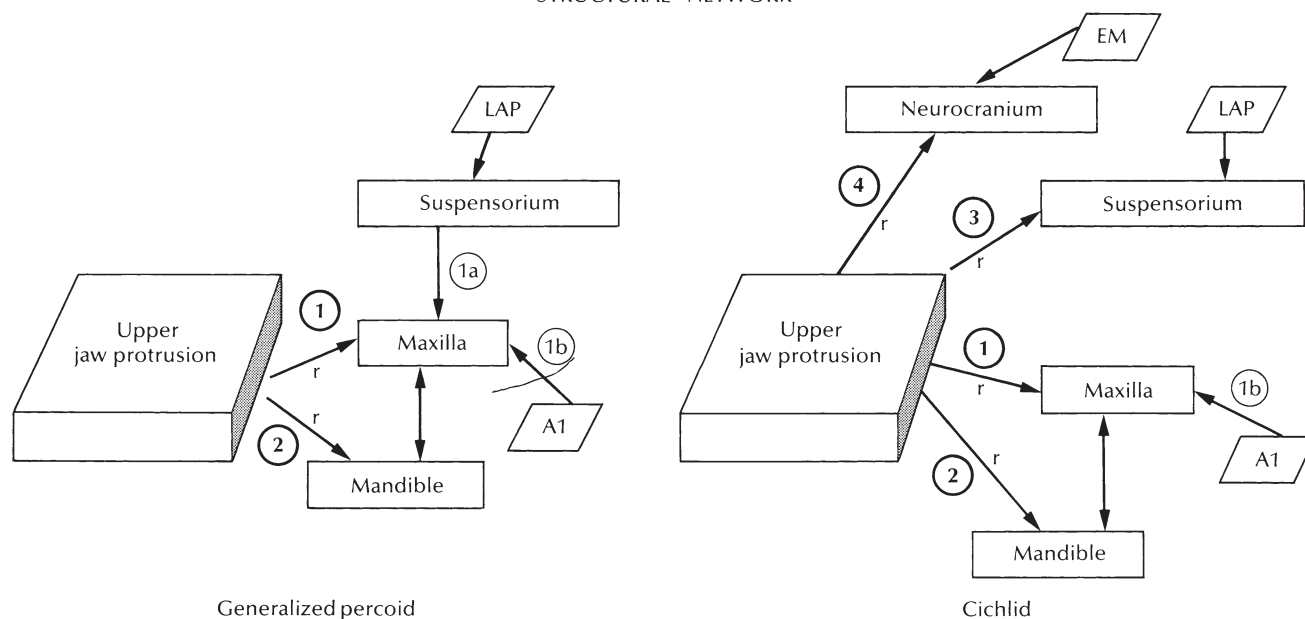 STRUCTURAL NETWORK
LAP
Suspensorium
1a
Upper
jaw protrusion
1
r
Maxilla
1b
r
2
A1
Mandible
Generalized percoid
EM
Neurocranium
LAP
4
r
Suspensorium
3
r
Upper
jaw protrusion
1
r
Maxilla
1b
2
r
A1
Mandible
Cichlid